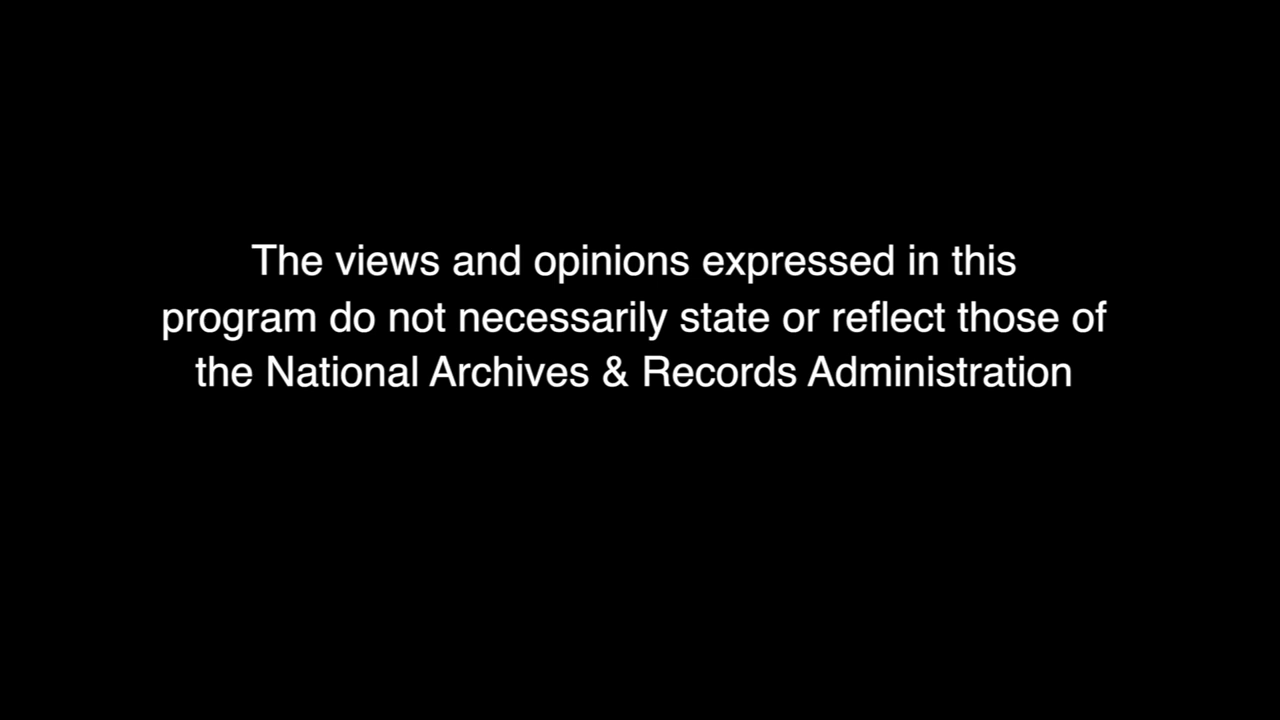 The views and opinions expressed in this
program do not necessarily state or reflect those of
the National Archives & Records Administration